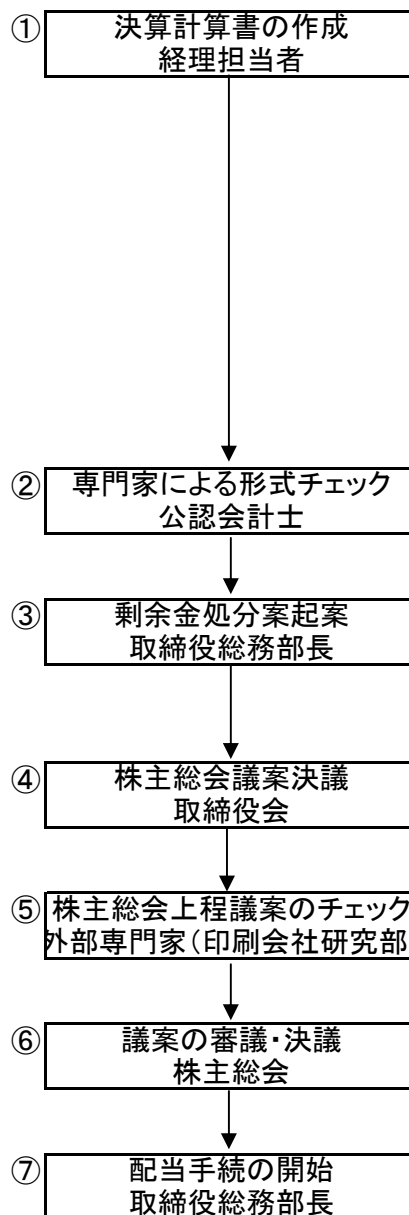 ① 決算計算書の作成
経理担当者
② 専門家による形式チェック
公認会計士
③ 剰余金処分案起案
取締役総務部長
④ 株主総会議案決議
取締役会
⑤ 株主総会上程議案のチェック
外部専門家(印刷会社研究部
⑥ 議案の審議・決議
株主総会
⑦ 配当手続の開始
取締役総務部長